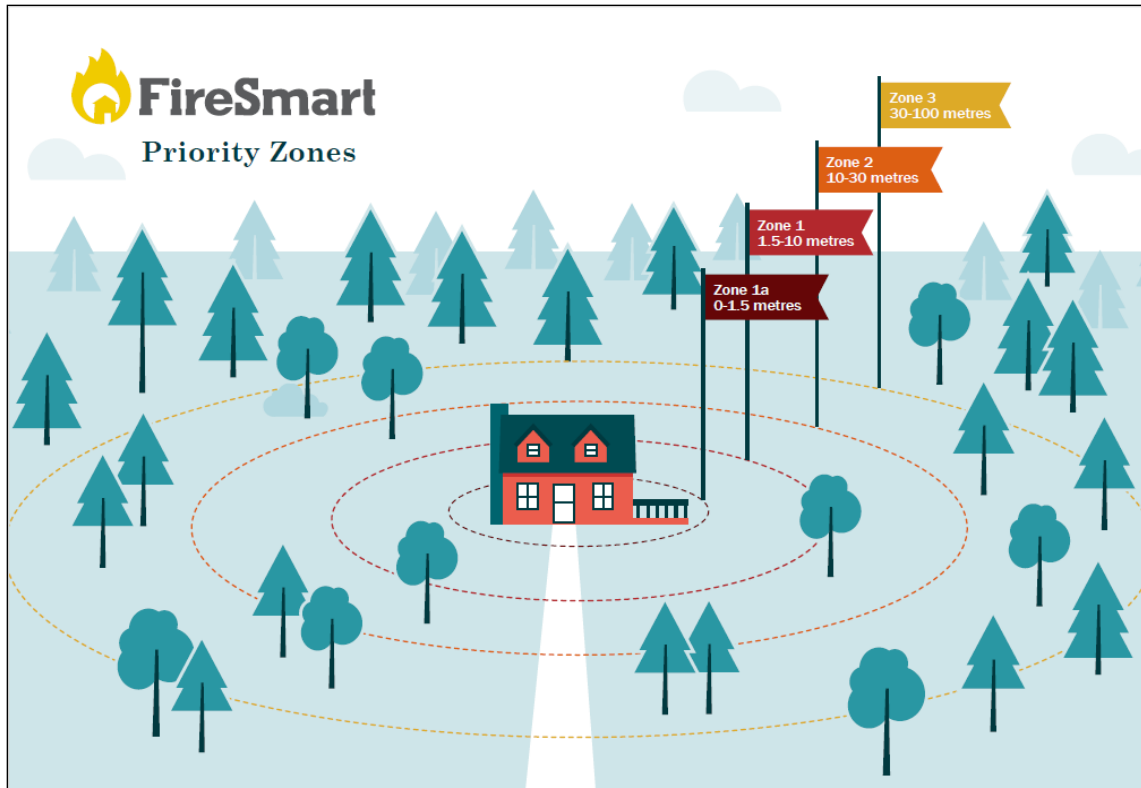 FireSmart
Priority Zones
Zone 3
30-100 metres
Zone 2
10-30 metres
Zone 1
1.5-10 metres
Zone 1a
0-1.5 metres